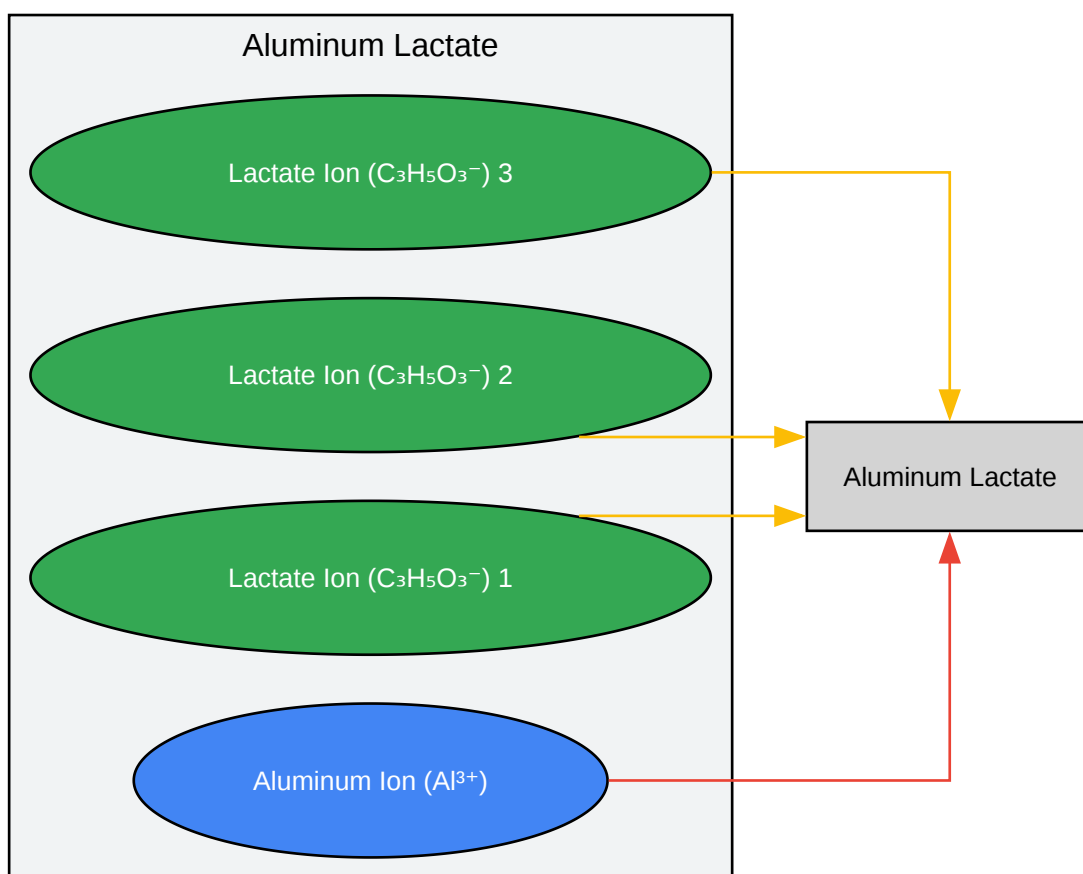 Aluminum Lactate
Lactate Ion (C₃H₅O₃⁻) 3
Lactate Ion (C₃H₅O₃⁻) 2
Aluminum Lactate
Lactate Ion (C₃H₅O₃⁻) 1
Aluminum Ion (Al³⁺)